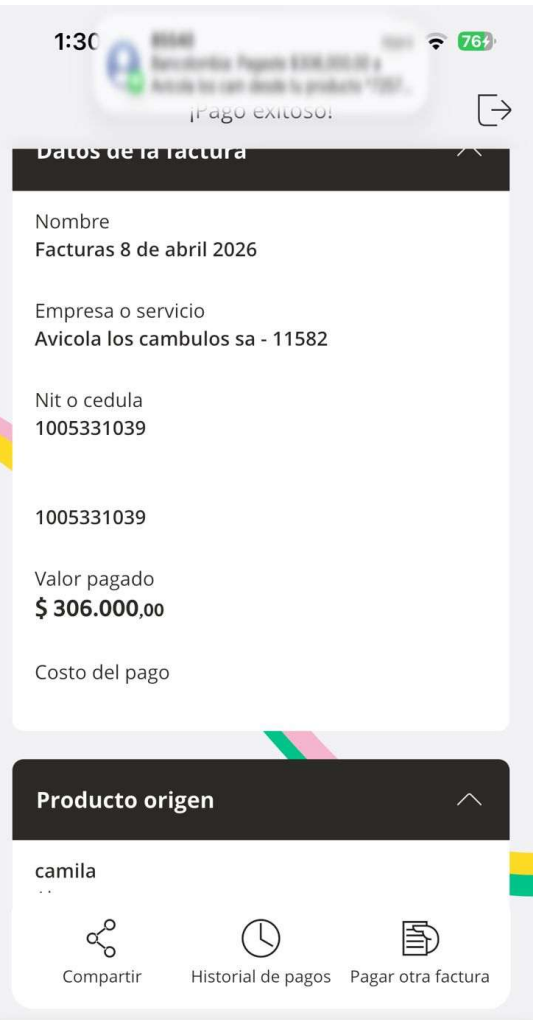 1:30
76
¡Pago exitoso!
Datos de la factura
Nombre
Facturas 8 de abril 2026
Empresa o servicio
Avicola los cambulos sa - 11582
Nit o cedula
1005331039
1005331039
Valor pagado
$ 306.000,00
Costo del pago
Producto origen
camila
Compartir
Historial de pagos
Pagar otra factura